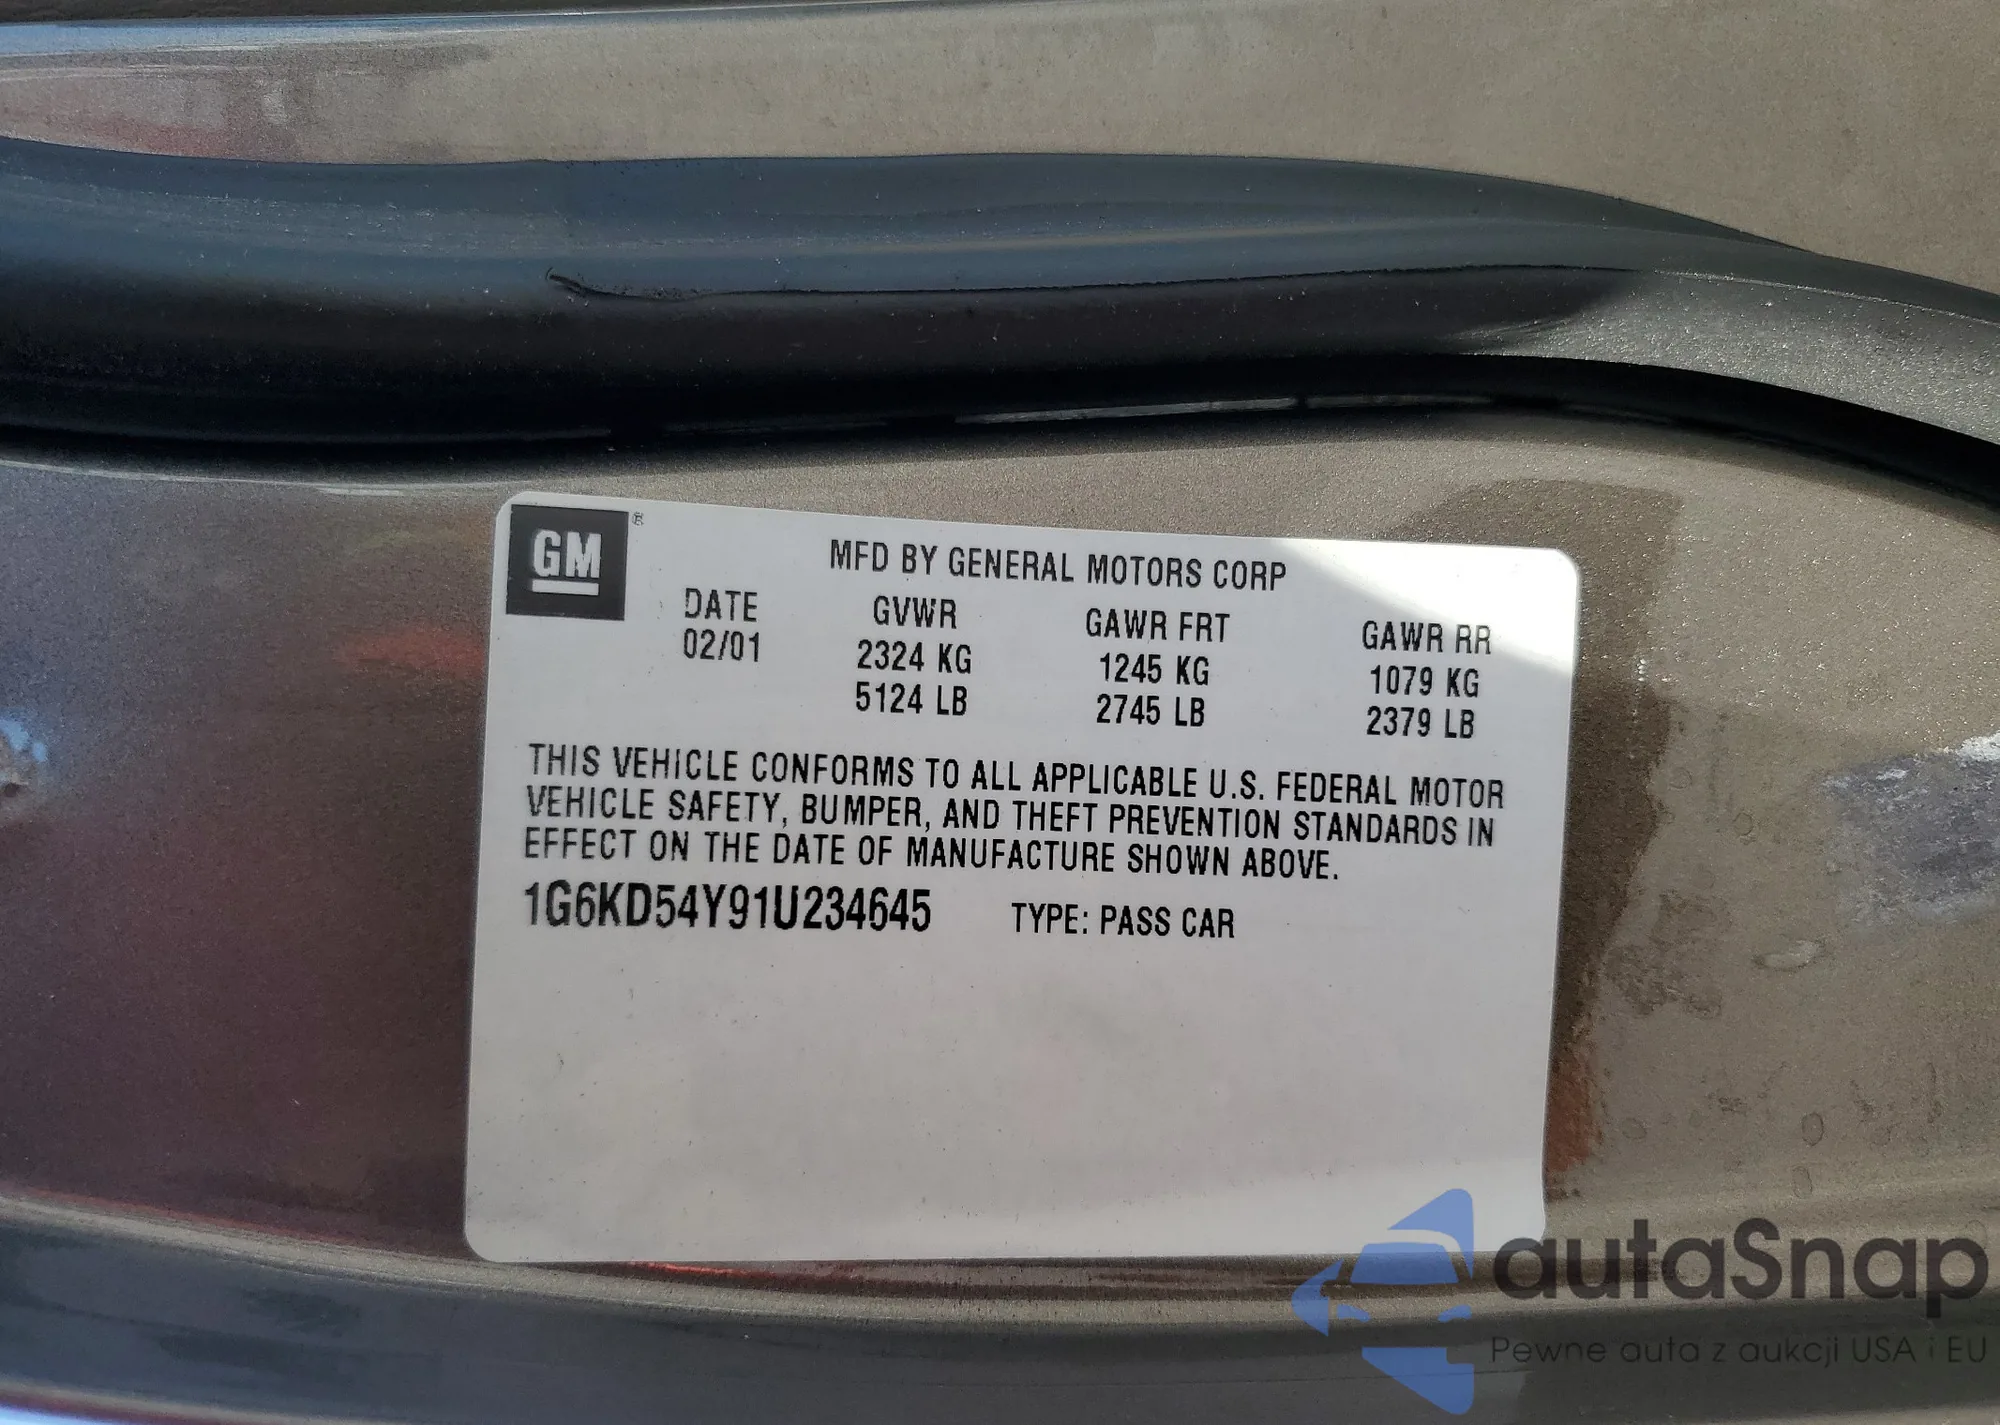 GM ®
MFD BY GENERAL MOTORS CORP
DATE GVWR GAWR FRT GAWR RR
02/01 2324 KG 1245 KG 1079 KG
5124 LB 2745 LB 2379 LB
THIS VEHICLE CONFORMS TO ALL APPLICABLE U.S. FEDERAL MOTOR
VEHICLE SAFETY, BUMPER, AND THEFT PREVENTION STANDARDS IN
EFFECT ON THE DATE OF MANUFACTURE SHOWN ABOVE.
1G6KD54Y91U234645 TYPE: PASS CAR
autaSnap
Pewne auta z aukcji USA i EU